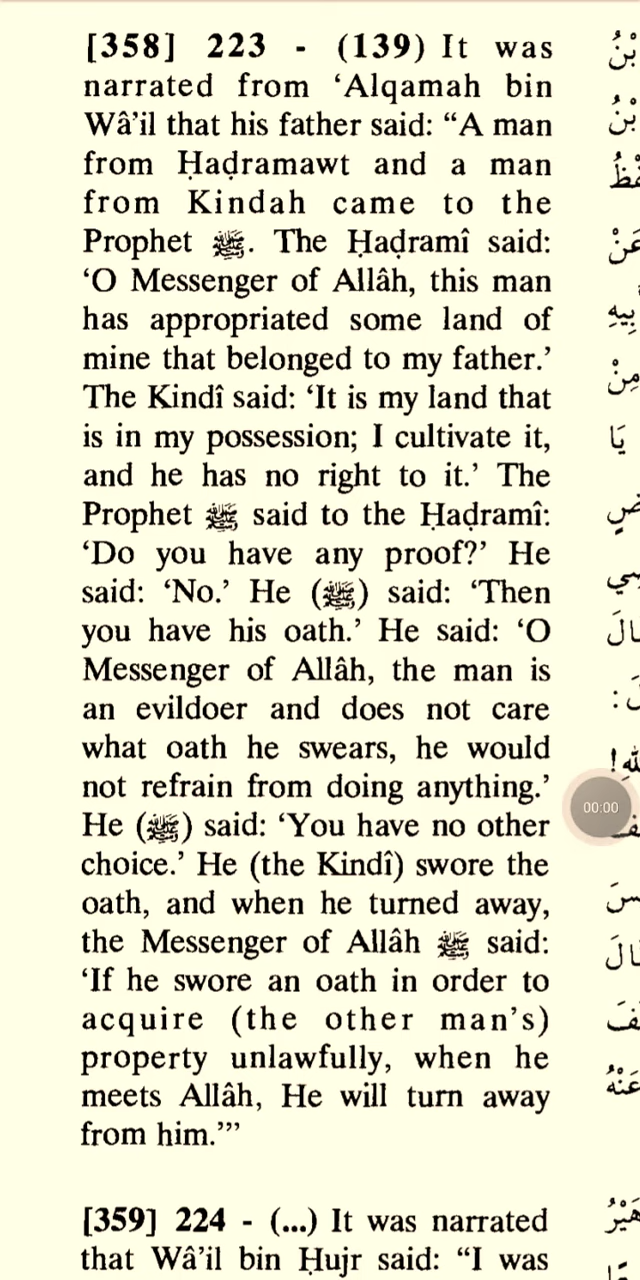 [358] 223 - (139) It was
narrated from ‘Alqamah bin
Wâ’il that his father said: “A man
from Ḥaḍramawt and a man
from Kindah came to the
Prophet ﷺ. The Ḥaḍramî said:
‘O Messenger of Allâh, this man
has appropriated some land of
mine that belonged to my father.’
The Kindî said: ‘It is my land that
is in my possession; I cultivate it,
and he has no right to it.’ The
Prophet ﷺ said to the Ḥaḍramî:
‘Do you have any proof?’ He
said: ‘No.’ He (ﷺ) said: ‘Then
you have his oath.’ He said: ‘O
Messenger of Allâh, the man is
an evildoer and does not care
what oath he swears, he would
not refrain from doing anything.’
He (ﷺ) said: ‘You have no other
choice.’ He (the Kindî) swore the
oath, and when he turned away,
the Messenger of Allâh ﷺ said:
‘If he swore an oath in order to
acquire (the other man’s)
property unlawfully, when he
meets Allâh, He will turn away
from him.’”
[359] 224 - (...) It was narrated
that Wâ’il bin Ḥujr said: “I was
00:00